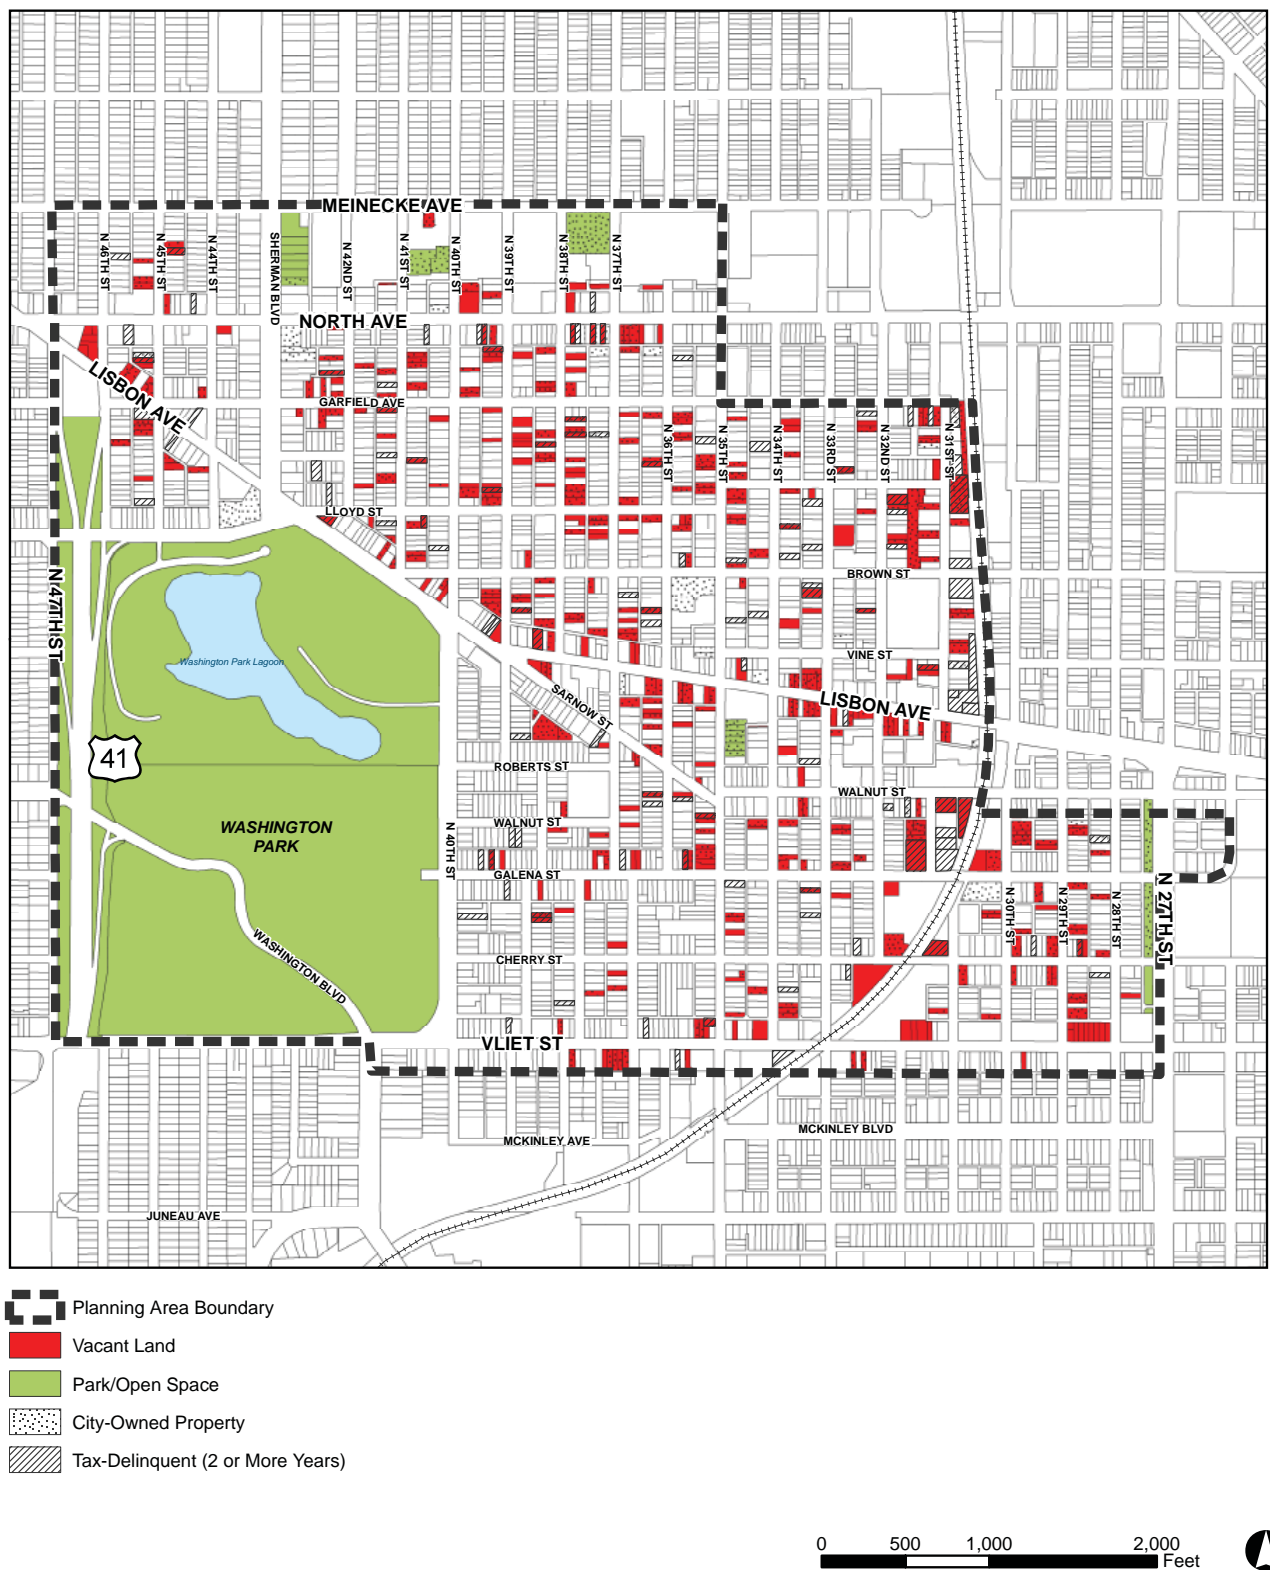 MEINECKE AVE
N 46TH ST
N 45TH ST
N 44TH ST
SHERMAN BLVD
N 42ND ST
N 41ST ST
N 40TH ST
N 39TH ST
N 38TH ST
N 37TH ST
NORTH AVE
LISBON AVE
GARFIELD AVE
N 36TH ST
N 35TH ST
N 34TH ST
N 33RD ST
N 32ND ST
N 31ST ST
LLOYD ST
BROWN ST
N 47TH ST
Washington Park Lagoon
VINE ST
SARNOW ST
LISBON AVE
41
ROBERTS ST
WALNUT ST
WASHINGTON
PARK
WALNUT ST
N 40TH ST
GALENA ST
N 30TH ST
N 29TH ST
N 28TH ST
N 27TH ST
WASHINGTON BLVD
CHERRY ST
VLIET ST
MCKINLEY AVE
MCKINLEY BLVD
JUNEAU AVE
Planning Area Boundary
Vacant Land
Park/Open Space
City-Owned Property
Tax-Delinquent (2 or More Years)
0 500 1,000 2,000
Feet